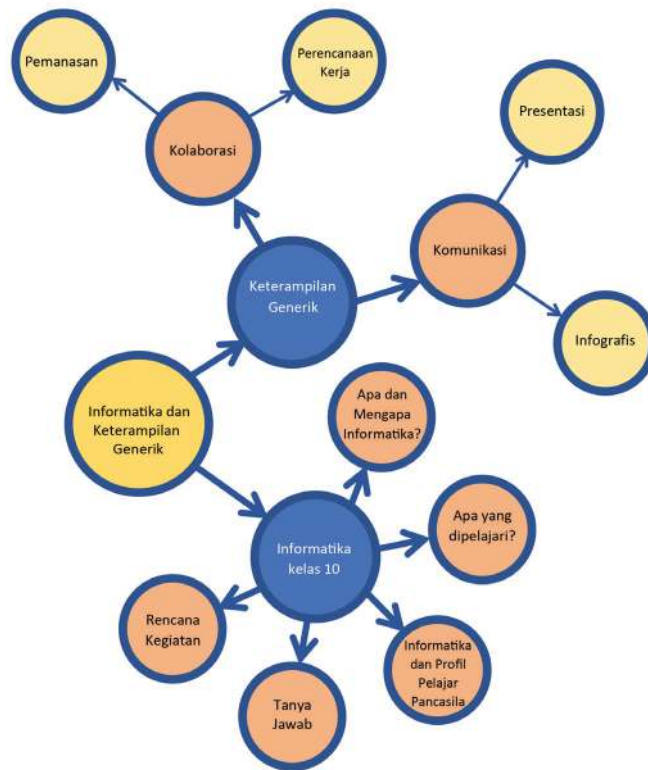 Pemanasan
Perencanaan
Kerja
Kolaborasi
Presentasi
Komunikasi
Keterampilan
Generik
Infografis
Informatika dan
Keterampilan
Generik
Apa dan
Mengapa
Informatika?
Apa yang
dipelajari?
Informatika
kelas 10
Rencana
Kegiatan
Informatika
dan Profil
Pelajar
Pancasila
Tanya
Jawab